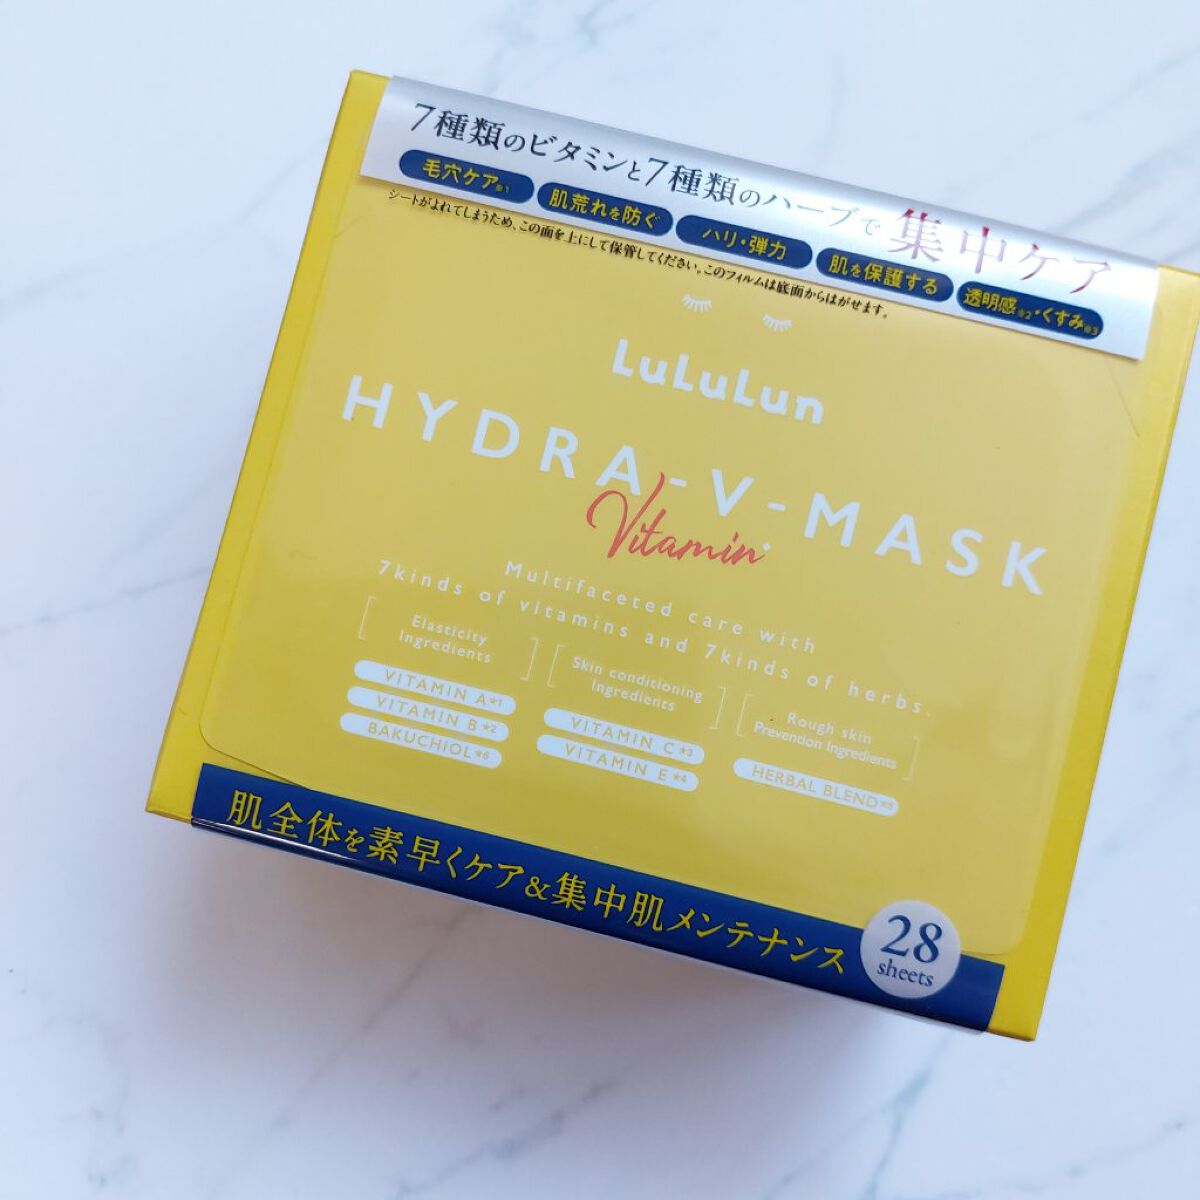 7種類のビタミンと7種類のハーブで集中ケア
毛穴ケア※1
肌荒れを防ぐ
ハリ・弾力
肌を保護する
透明感※2・くすみ※3
シートがよれてしまうため、この面を上にして保管してください。このフィルムは底面からはがせます。
LuLuLun
HYDRA-V-MASK
Vitamin
Multifaceted care with
7kinds of vitamins and 7kinds of herbs.
Elasticity
Ingredients
VITAMIN A*1
VITAMIN B*2
BAKUCHIOL*6
Skin conditioning
Ingredients
VITAMIN C*3
VITAMIN E*4
Rough skin
Prevention Ingredients
HERBAL BLEND*5
肌全体を素早くケア&集中肌メンテナンス
28
sheets